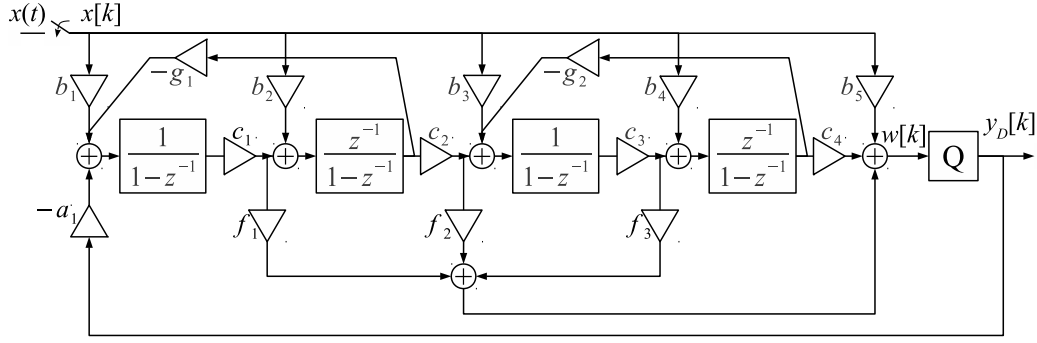 x(t) x[k]
−g₁ −g₂
b₁ b₂ b₃ b₄ b₅
c₁ c₂ c₃ c₄ w[k] y_D[k]
1 z⁻¹ 1 z⁻¹
1−z⁻¹ 1−z⁻¹ 1−z⁻¹ 1−z⁻¹ Q
−a₁ f₁ f₂ f₃